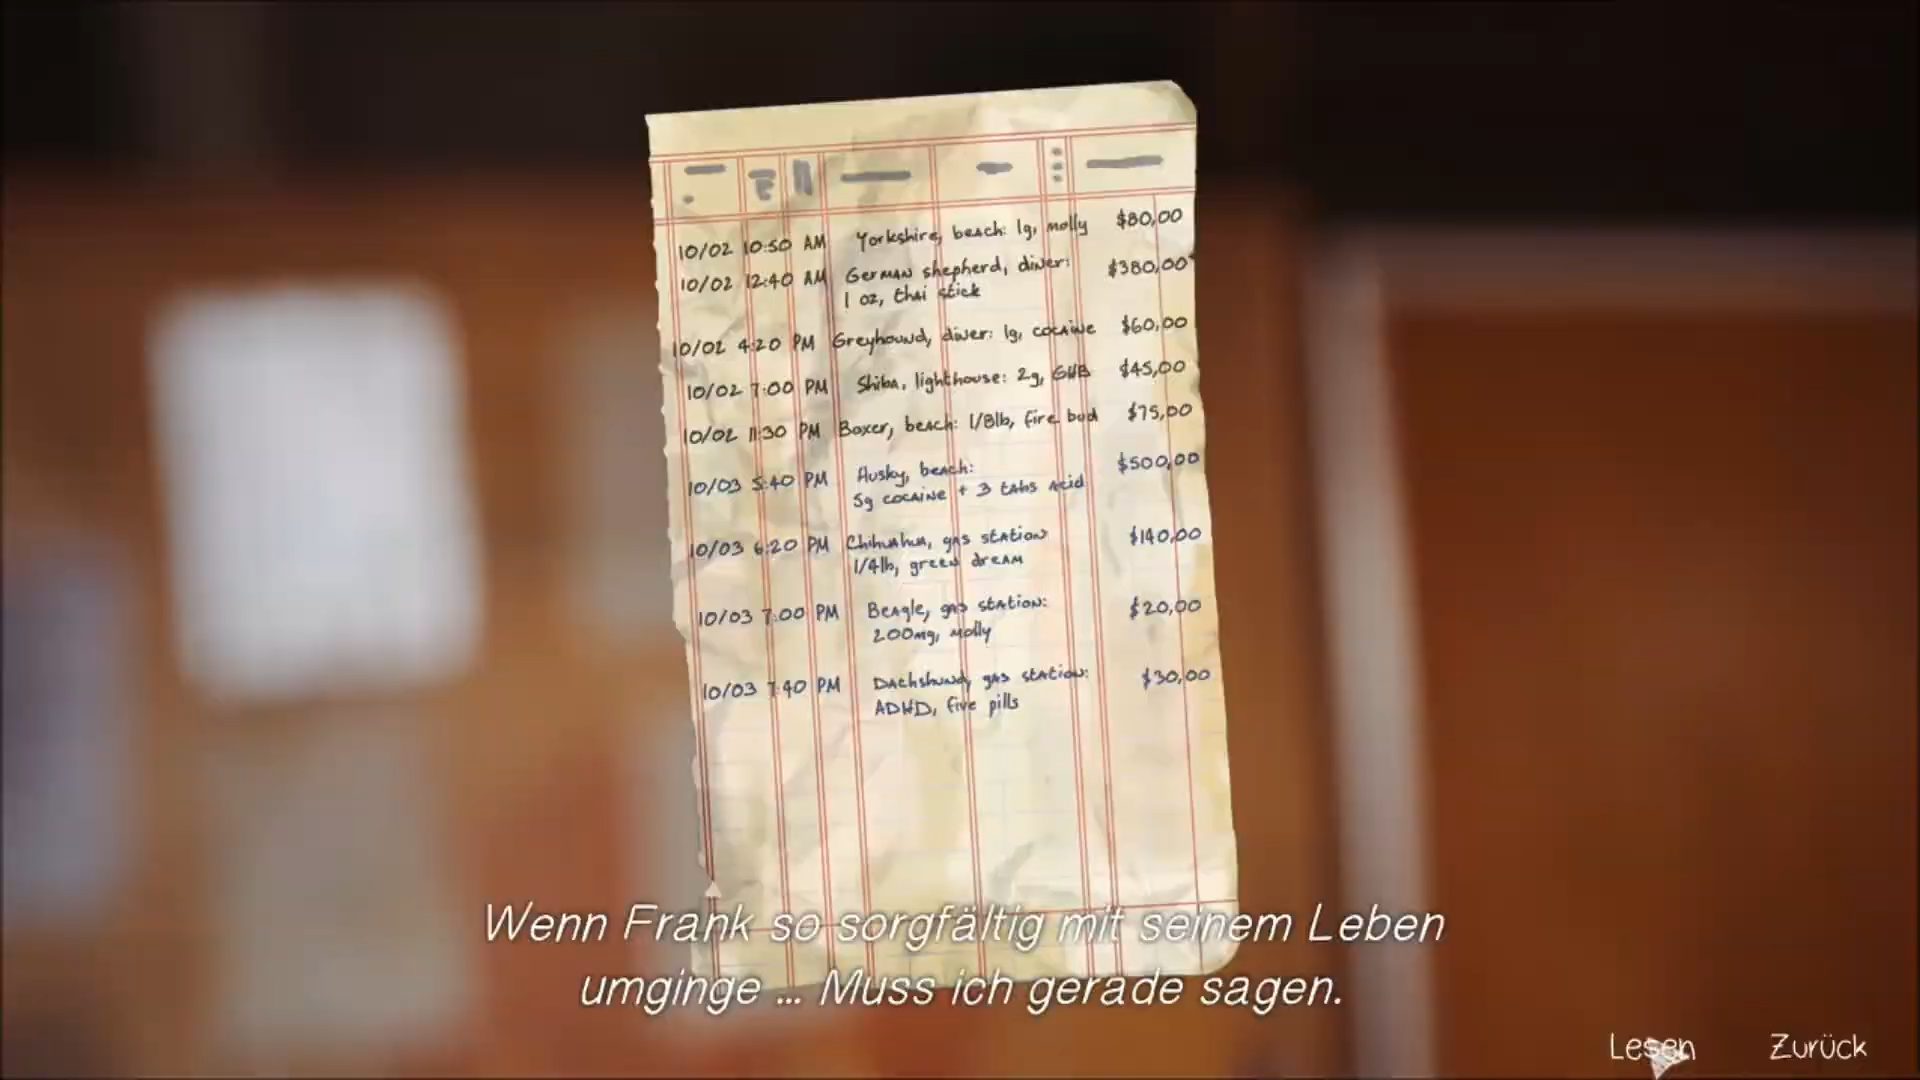 10/02 10:50 AM Yorkshire, beach: 1g, molly $80,00
10/02 12:40 AM German shepherd, diner: $380,00*
1 oz, thai stick
10/02 4:20 PM Greyhound, diner: 1g, cocaine $60,00
10/02 7:00 PM Shiba, lighthouse: 2g, GHB $45,00
10/02 11:30 PM Boxer, beach: 1/8lb, fire bud $75,00
10/03 5:40 PM Husky, beach: $500,00
5g cocaine + 3 tabs acid
10/03 6:20 PM Chihuahua, gas station $140,00
1/4lb, green dream
10/03 7:00 PM Beagle, gas station: $20,00
200mg, molly
10/03 7:40 PM Dachshund, gas station: $30,00
ADHD, five pills
Wenn Frank so sorgfältig mit seinem Leben
umginge ... Muss ich gerade sagen.
Lesen Zurück